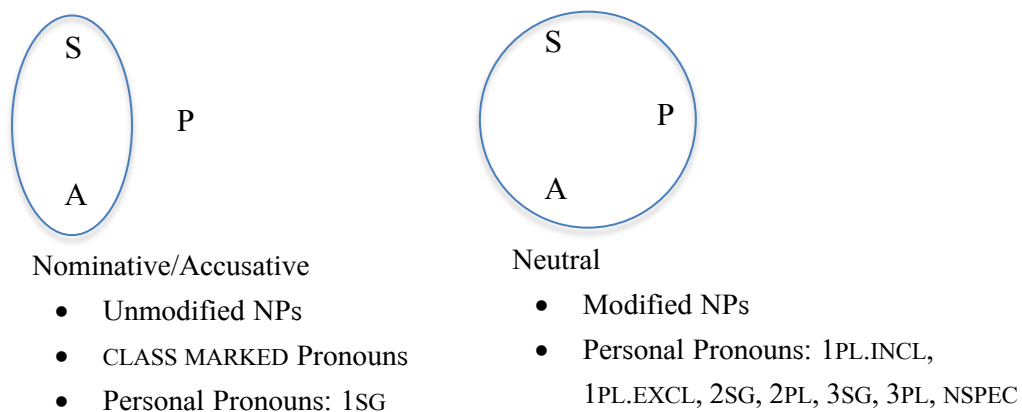 S
P
A
Nominative/Accusative
• Unmodified NPs
• CLASS MARKED Pronouns
• Personal Pronouns: 1SG
S
P
A
Neutral
• Modified NPs
• Personal Pronouns: 1PL.INCL,
1PL.EXCL, 2SG, 2PL, 3SG, 3PL, NSPEC